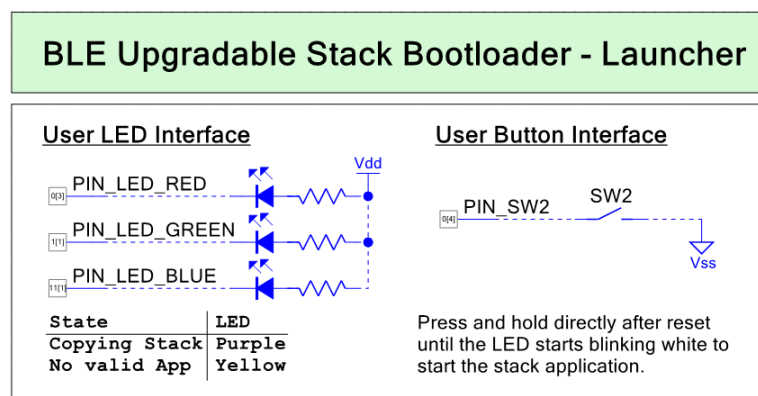 BLE Upgradable Stack Bootloader - Launcher
User LED Interface
Vdd
0[3] PIN_LED_RED
1[1] PIN_LED_GREEN
11[1] PIN_LED_BLUE
State LED
Copying Stack Purple
No valid App Yellow
User Button Interface
0[4] PIN_SW2 SW2
Vss
Press and hold directly after reset
until the LED starts blinking white to
start the stack application.